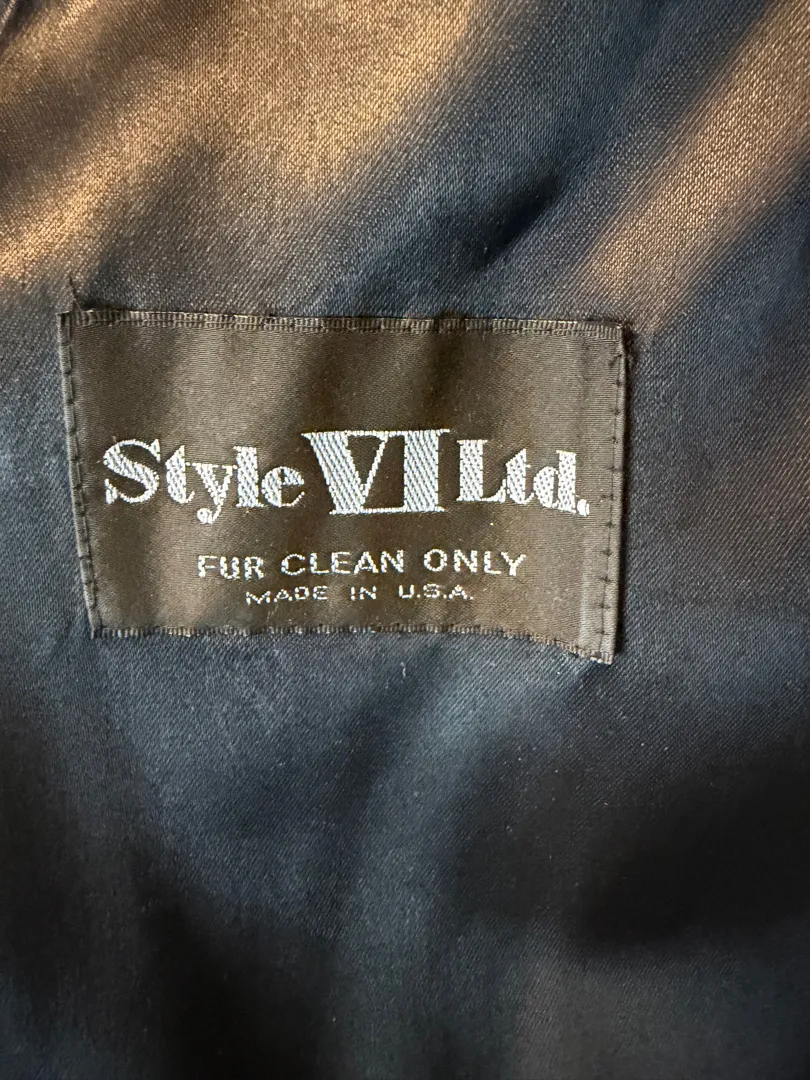 Style VI Ltd.
FUR CLEAN ONLY
MADE IN U.S.A.